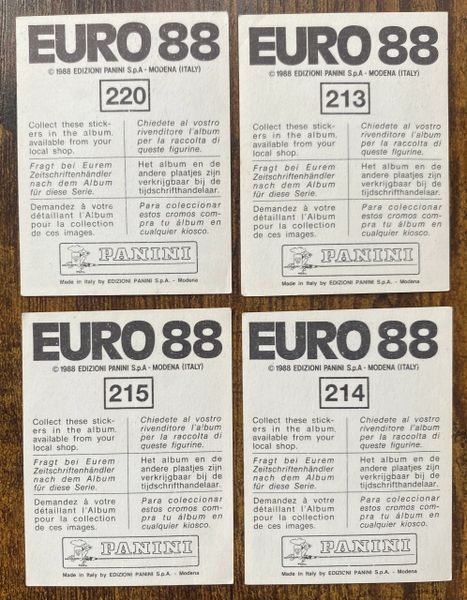 EURO 88
© 1988 EDIZIONI PANINI S.p.A - MODENA (ITALY)
220
Collect these stick-
ers in the album,
available from your
local shop.
Chiedete al vostro
rivenditore l'album
per la raccolta di
queste figurine.
Fragt bei Eurem
Zeitschriftenhändler
nach dem Album
für diese Serie.
Het album en de
andere plaatjes zijn
verkrijgbaar bij de
tijdschrifthandelaar.
Demandez à votre
détaillant l'Album
pour la collection
de ces images.
Para coleccionar
estos cromos com-
pra tu álbum en
cualquier kiosco.
PANINI
Made in Italy by EDIZIONI PANINI S.p.A. - Modena
EURO 88
© 1988 EDIZIONI PANINI S.p.A - MODENA (ITALY)
213
Collect these stick-
ers in the album,
available from your
local shop.
Chiedete al vostro
rivenditore l'album
per la raccolta di
queste figurine.
Fragt bei Eurem
Zeitschriftenhändler
nach dem Album
für diese Serie.
Het album en de
andere plaatjes zijn
verkrijgbaar bij de
tijdschrifthandelaar.
Demandez à votre
détaillant l'Album
pour la collection
de ces images.
Para coleccionar
estos cromos com-
pra tu álbum en
cualquier kiosco.
PANINI
Made in Italy by EDIZIONI PANINI S.p.A. - Modena
EURO 88
© 1988 EDIZIONI PANINI S.p.A - MODENA (ITALY)
215
Collect these stick-
ers in the album,
available from your
local shop.
Chiedete al vostro
rivenditore l'album
per la raccolta di
queste figurine.
Fragt bei Eurem
Zeitschriftenhändler
nach dem Album
für diese Serie.
Het album en de
andere plaatjes zijn
verkrijgbaar bij de
tijdschrifthandelaar.
Demandez à votre
détaillant l'Album
pour la collection
de ces images.
Para coleccionar
estos cromos com-
pra tu álbum en
cualquier kiosco.
PANINI
Made in Italy by EDIZIONI PANINI S.p.A. - Modena
EURO 88
© 1988 EDIZIONI PANINI S.p.A - MODENA (ITALY)
214
Collect these stick-
ers in the album,
available from your
local shop.
Chiedete al vostro
rivenditore l'album
per la raccolta di
queste figurine.
Fragt bei Eurem
Zeitschriftenhändler
nach dem Album
für diese Serie.
Het album en de
andere plaatjes zijn
verkrijgbaar bij de
tijdschrifthandelaar.
Demandez à votre
détaillant l'Album
pour la collection
de ces images.
Para coleccionar
estos cromos com-
pra tu álbum en
cualquier kiosco.
PANINI
Made in Italy by EDIZIONI PANINI S.p.A. - Modena